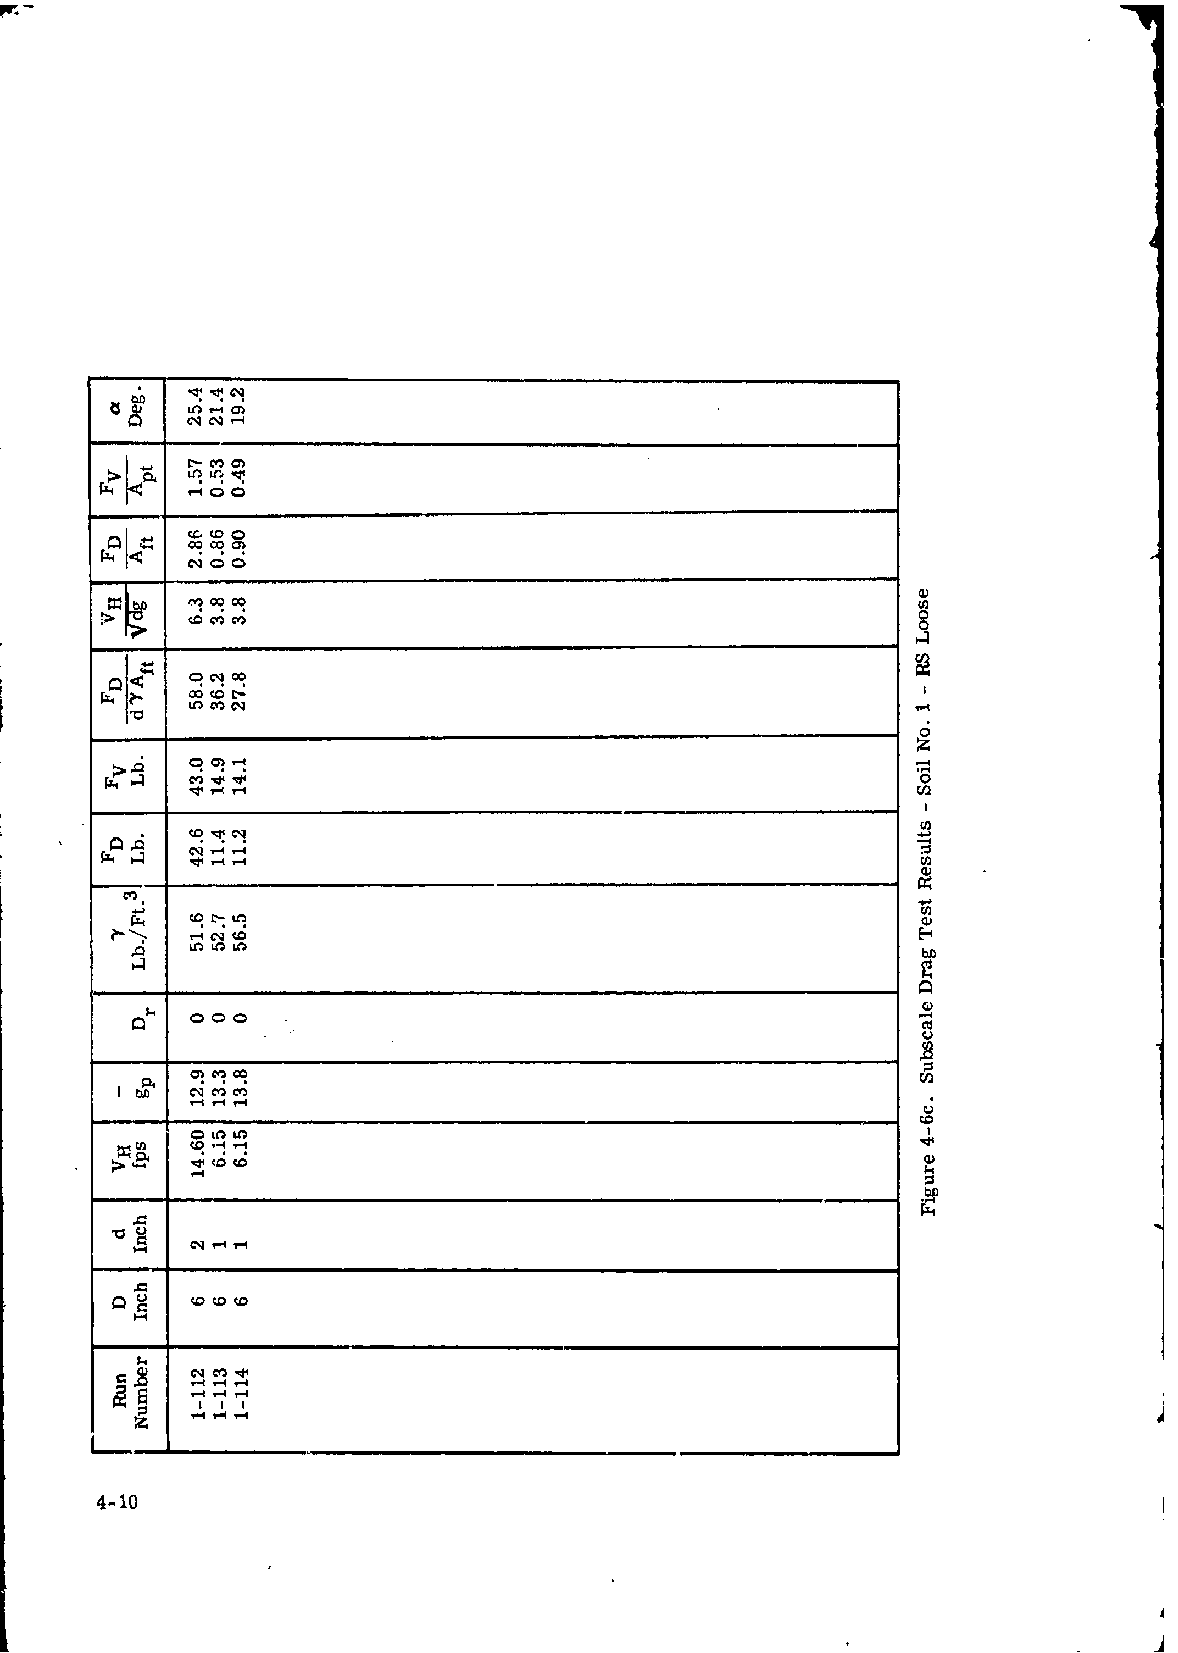 Run Number | D Inch | d Inch | V_H fps | – g_p | D_r | γ Lb./Ft.³ | F_D Lb. | F_V Lb. | F_D / d γ A_ft | V_H / √dg | F_D / A_ft | F_V / A_pt | α Deg.
1-112 | 6 | 2 | 14.60 | 12.9 | 0 | 51.6 | 42.6 | 43.0 | 58.0 | 6.3 | 2.86 | 1.57 | 25.4
1-113 | 6 | 1 | 6.15 | 13.3 | 0 | 52.7 | 11.4 | 14.9 | 36.2 | 3.8 | 0.86 | 0.53 | 21.4
1-114 | 6 | 1 | 6.15 | 13.8 | 0 | 56.5 | 11.2 | 14.1 | 27.8 | 3.8 | 0.90 | 0.49 | 19.2
Figure 4-6c. Subscale Drag Test Results - Soil No. 1 - RS Loose
4-10